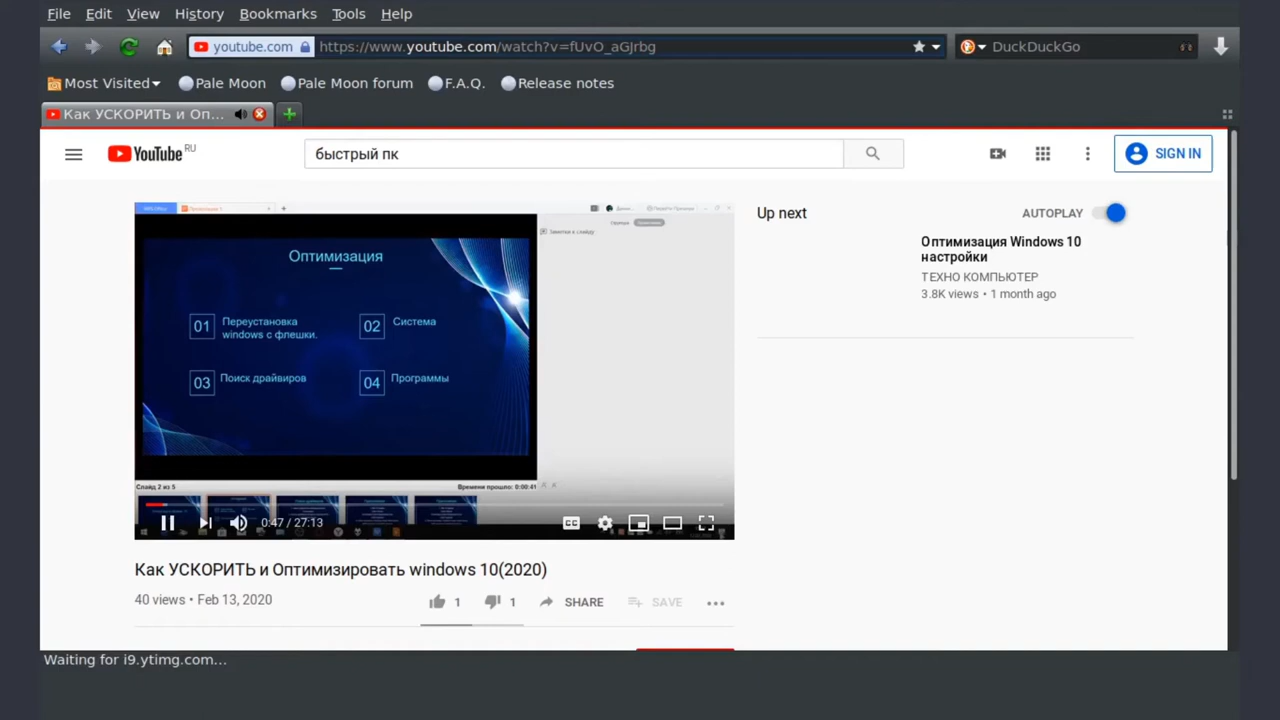 File Edit View History Bookmarks Tools Help
youtube.com https://www.youtube.com/watch?v=fUvO_aGJrbg DuckDuckGo
Most Visited Pale Moon Pale Moon forum F.A.Q. Release notes
Как УСКОРИТЬ и Оп...
YouTube RU
быстрый пк
SIGN IN
Оптимизация
01 Переустановка
windows с флешки.
02 Система
03 Поиск драйвиров
04 Программы
Заметки к слайду
Слайд 2 из 5 Времени прошло: 0:00:41
0:47 / 27:13
CC
Как УСКОРИТЬ и Оптимизировать windows 10(2020)
40 views • Feb 13, 2020
1 1 SHARE SAVE
Up next AUTOPLAY
Оптимизация Windows 10
настройки
ТЕХНО КОМПЬЮТЕР
3.8K views • 1 month ago
Waiting for i9.ytimg.com...